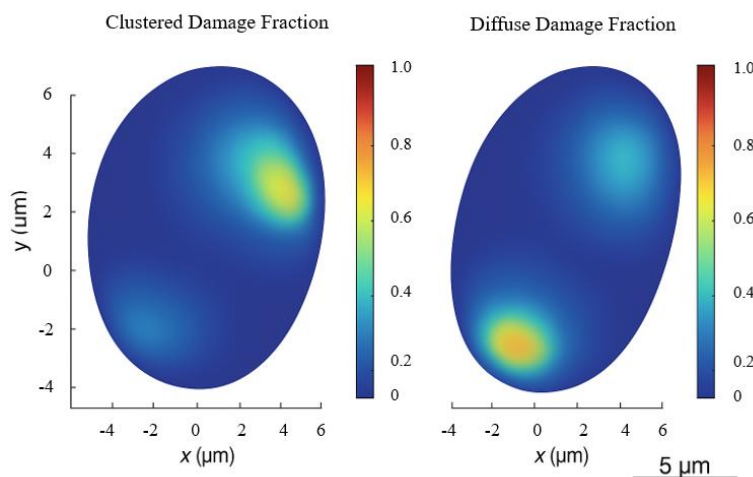 Clustered Damage Fraction
Diffuse Damage Fraction
1.0
0.8
0.6
0.4
0.2
0
1.0
0.8
0.6
0.4
0.2
0
6
4
2
0
-2
-4
y (um)
-4 -2 0 2 4 6
-4 -2 0 2 4 6
x (μm)
x (μm)
5 μm